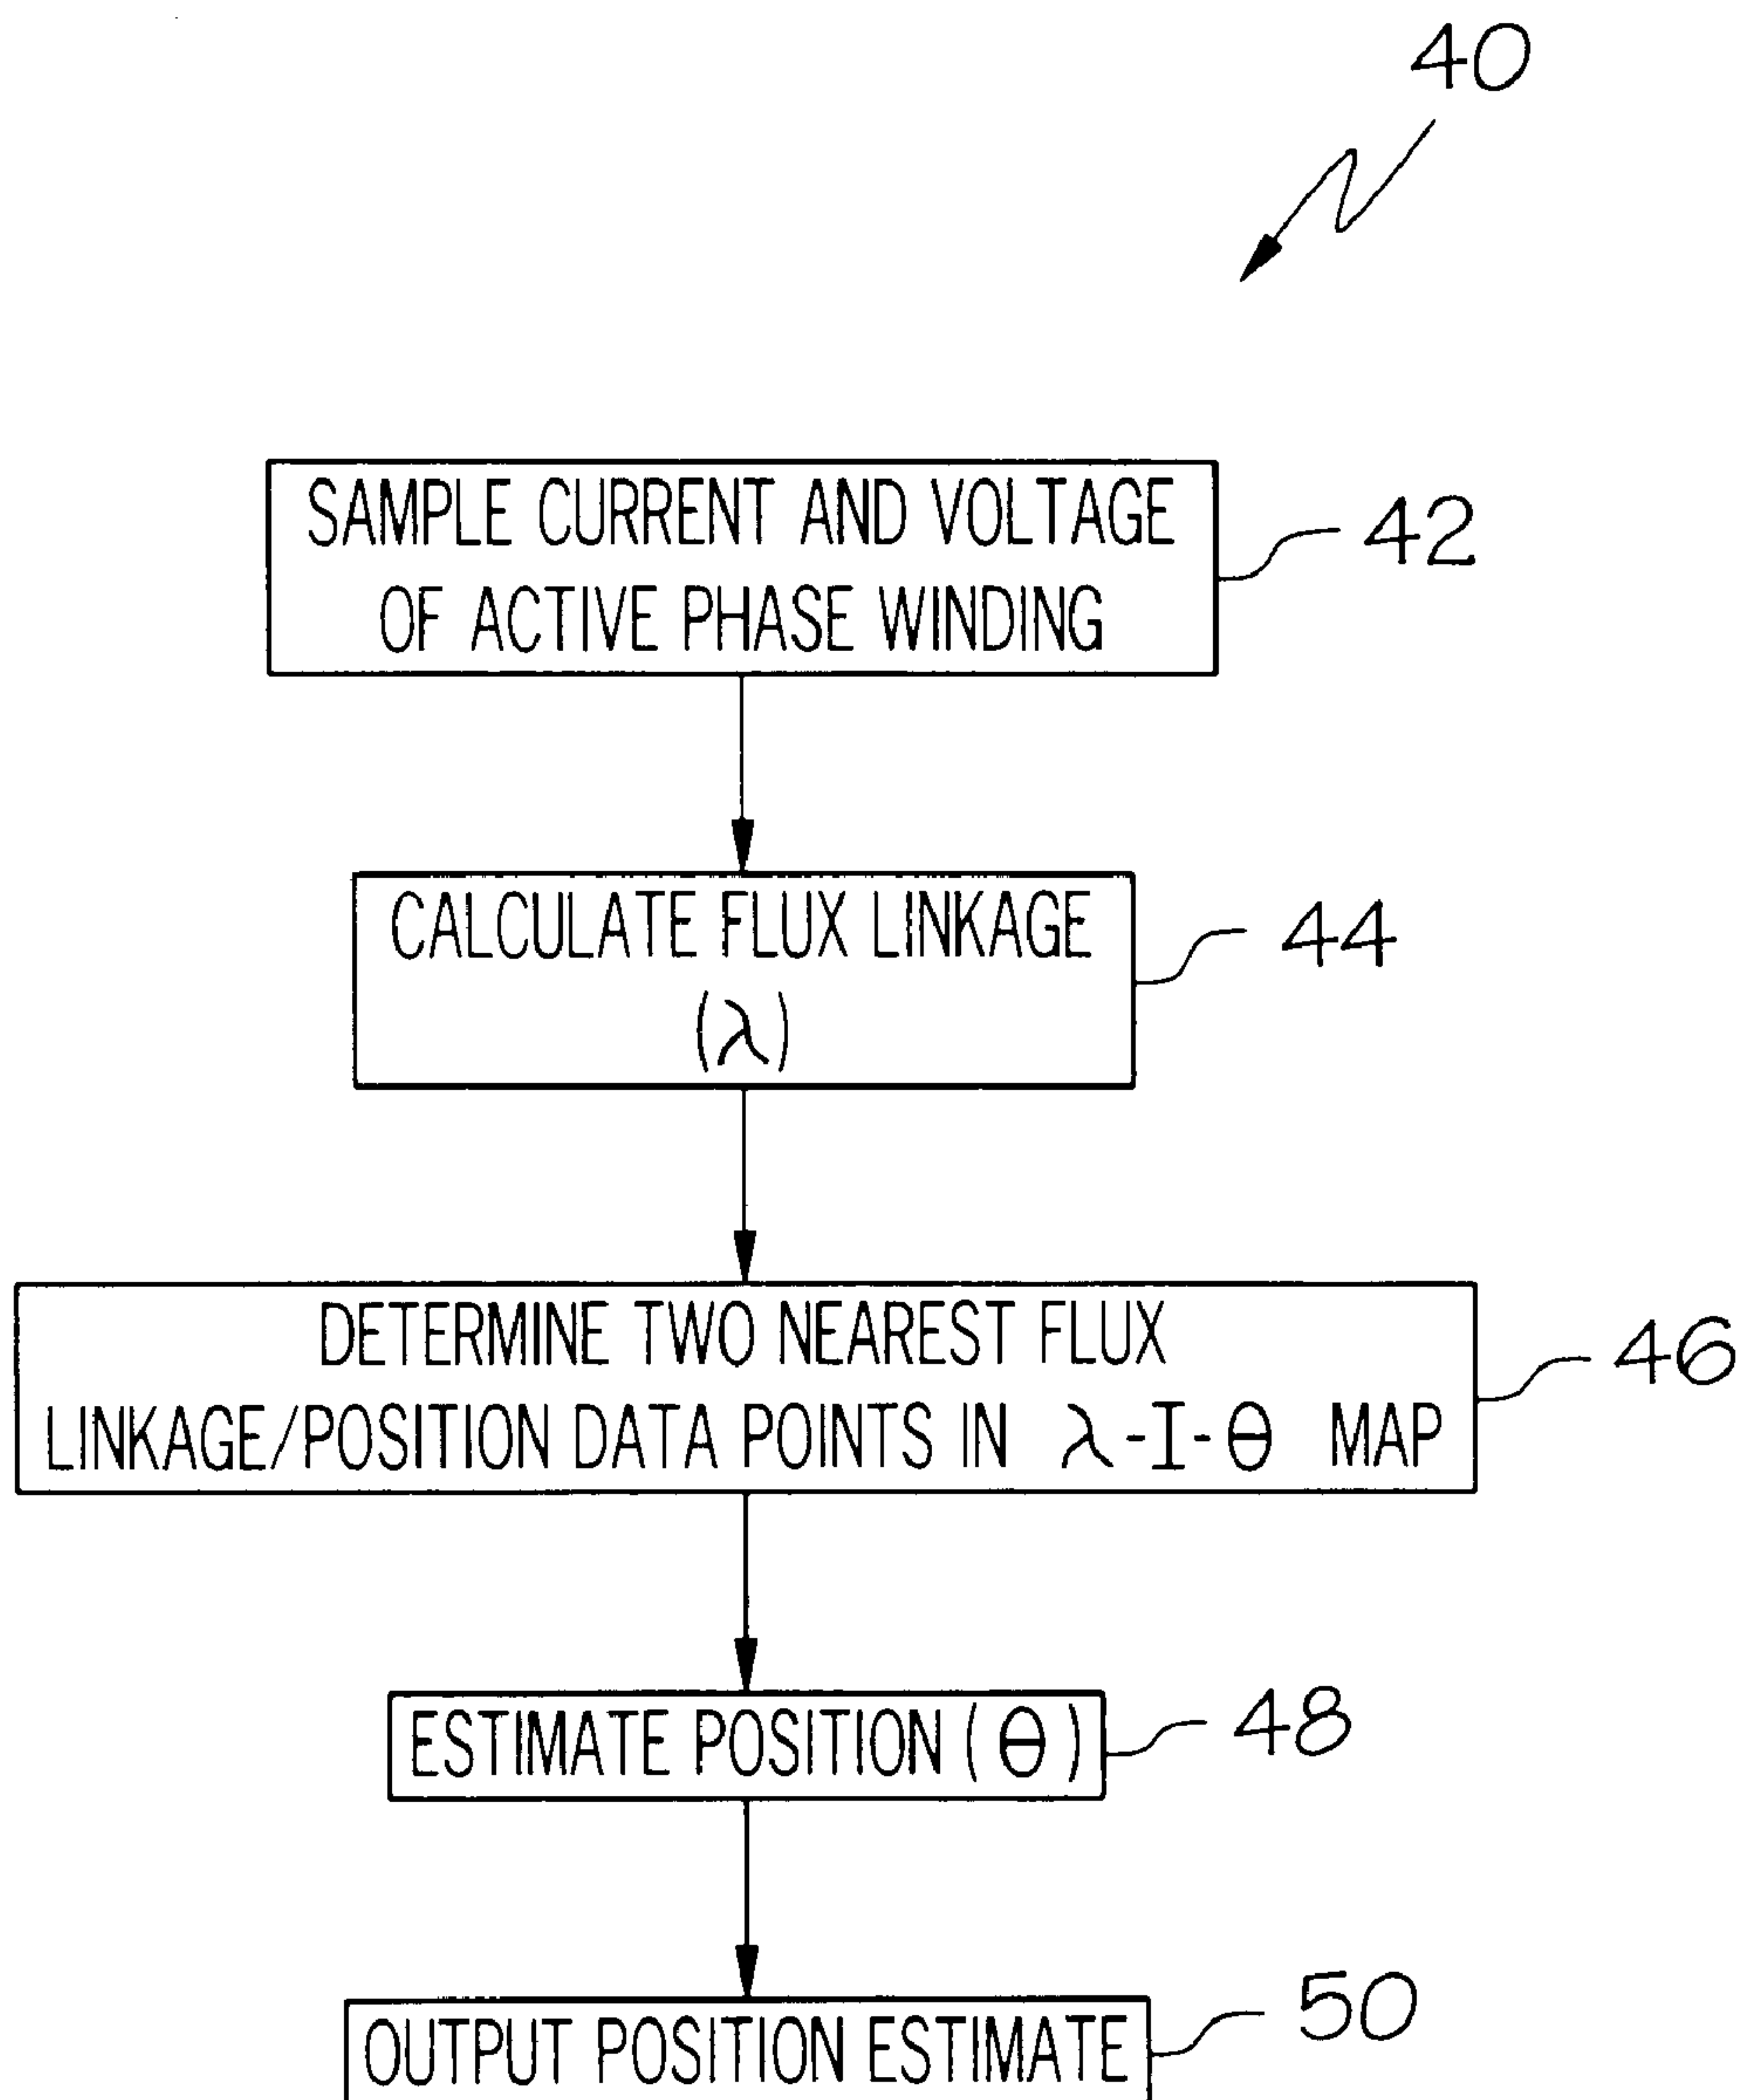 40
SAMPLE CURRENT AND VOLTAGE
OF ACTIVE PHASE WINDING
42
CALCULATE FLUX LINKAGE
(λ)
44
DETERMINE TWO NEAREST FLUX
LINKAGE/POSITION DATA POINTS IN λ-I-θ MAP
46
ESTIMATE POSITION (θ)
48
OUTPUT POSITION ESTIMATE
50